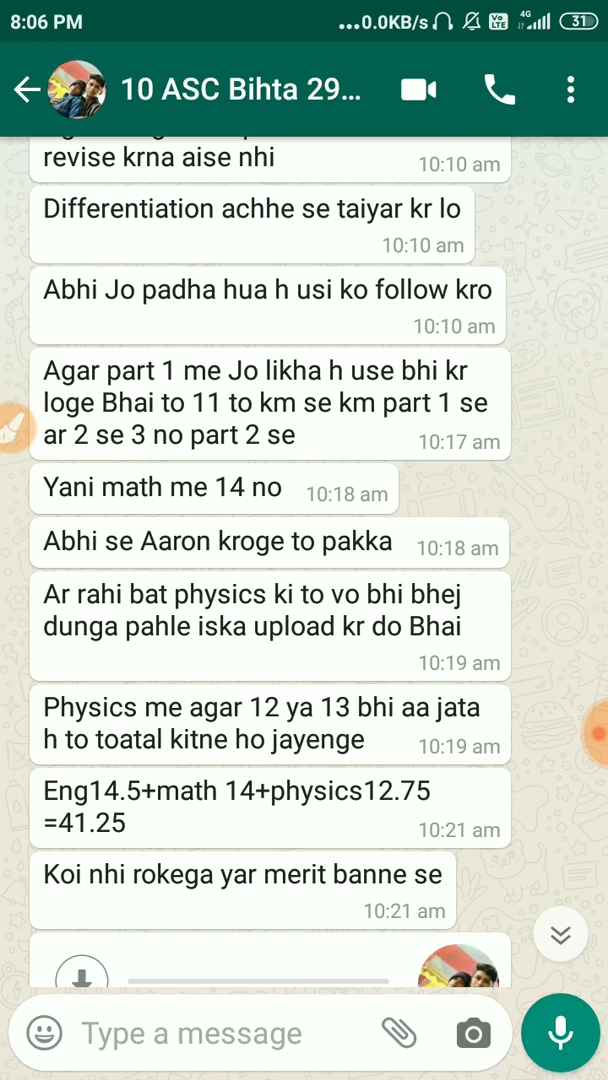 8:06 PM
...0.0KB/s
Vo
LTE
4G
31
10 ASC Bihta 29...
revise krna aise nhi
10:10 am
Differentiation achhe se taiyar kr lo
10:10 am
Abhi Jo padha hua h usi ko follow kro
10:10 am
Agar part 1 me Jo likha h use bhi kr
loge Bhai to 11 to km se km part 1 se
ar 2 se 3 no part 2 se
10:17 am
Yani math me 14 no
10:18 am
Abhi se Aaron kroge to pakka
10:18 am
Ar rahi bat physics ki to vo bhi bhej
dunga pahle iska upload kr do Bhai
10:19 am
Physics me agar 12 ya 13 bhi aa jata
h to toatal kitne ho jayenge
10:19 am
Eng14.5+math 14+physics12.75
=41.25
10:21 am
Koi nhi rokega yar merit banne se
10:21 am
Type a message